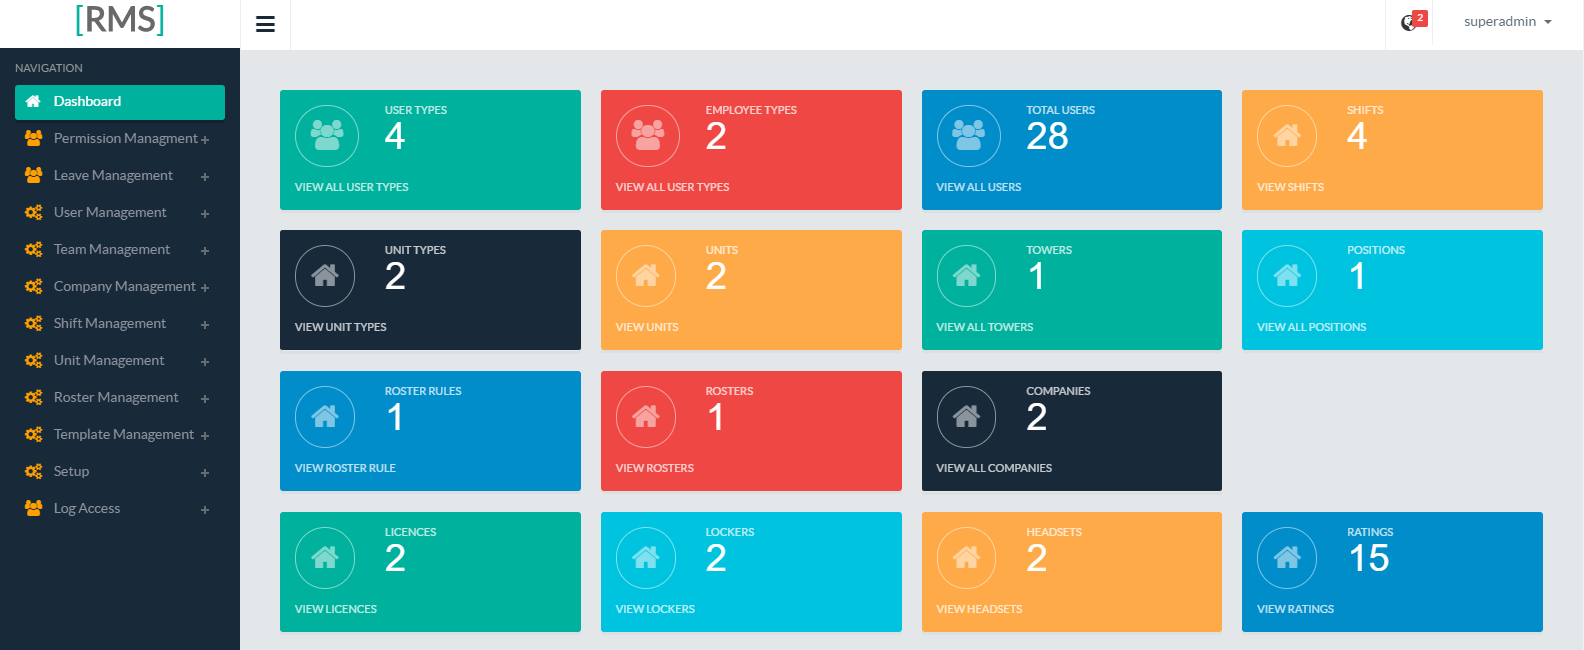 [RMS]
2
superadmin
NAVIGATION
Dashboard
Permission Managment +
Leave Management +
User Management +
Team Management +
Company Management +
Shift Management +
Unit Management +
Roster Management +
Template Management +
Setup +
Log Access +
USER TYPES
4
VIEW ALL USER TYPES
EMPLOYEE TYPES
2
VIEW ALL USER TYPES
TOTAL USERS
28
VIEW ALL USERS
SHIFTS
4
VIEW SHIFTS
UNIT TYPES
2
VIEW UNIT TYPES
UNITS
2
VIEW UNITS
TOWERS
1
VIEW ALL TOWERS
POSITIONS
1
VIEW ALL POSITIONS
ROSTER RULES
1
VIEW ROSTER RULE
ROSTERS
1
VIEW ROSTERS
COMPANIES
2
VIEW ALL COMPANIES
LICENCES
2
VIEW LICENCES
LOCKERS
2
VIEW LOCKERS
HEADSETS
2
VIEW HEADSETS
RATINGS
15
VIEW RATINGS